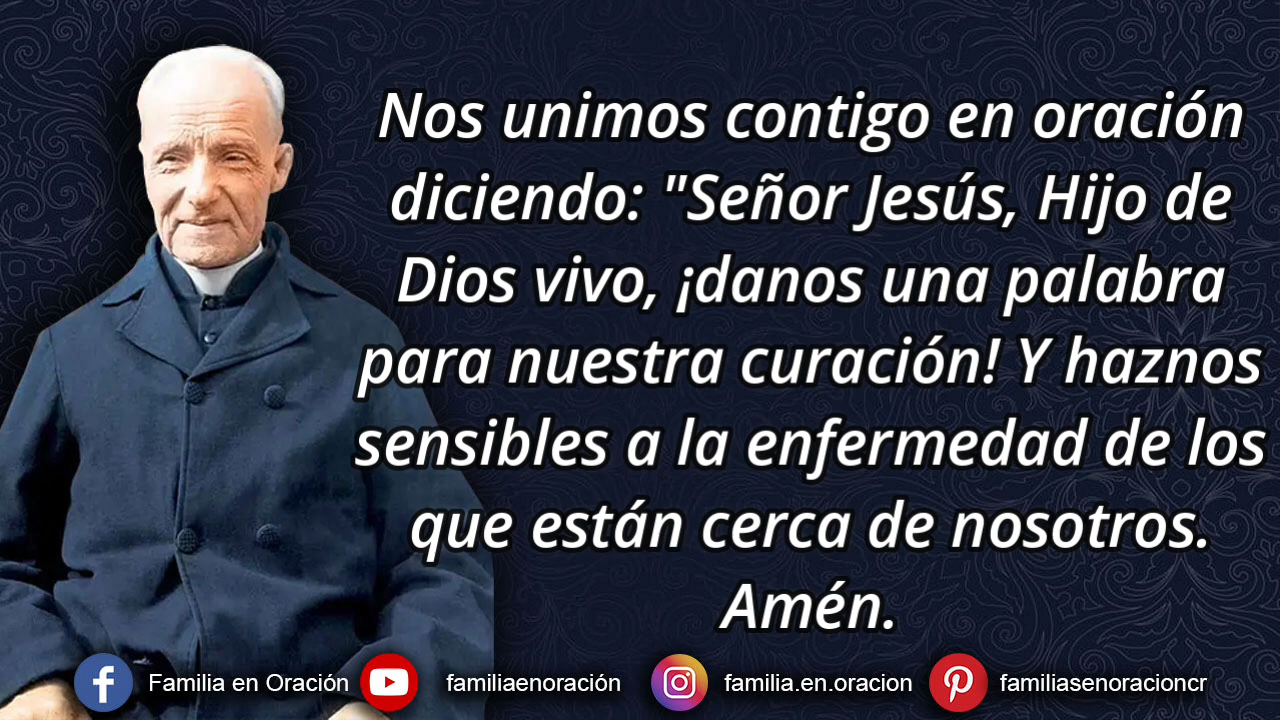 Nos unimos contigo en oración
diciendo: "Señor Jesús, Hijo de
Dios vivo, ¡danos una palabra
para nuestra curación! Y haznos
sensibles a la enfermedad de los
que están cerca de nosotros.
Amén.
Familia en Oración familiaenoración familia.en.oracion familiasenoracioncr